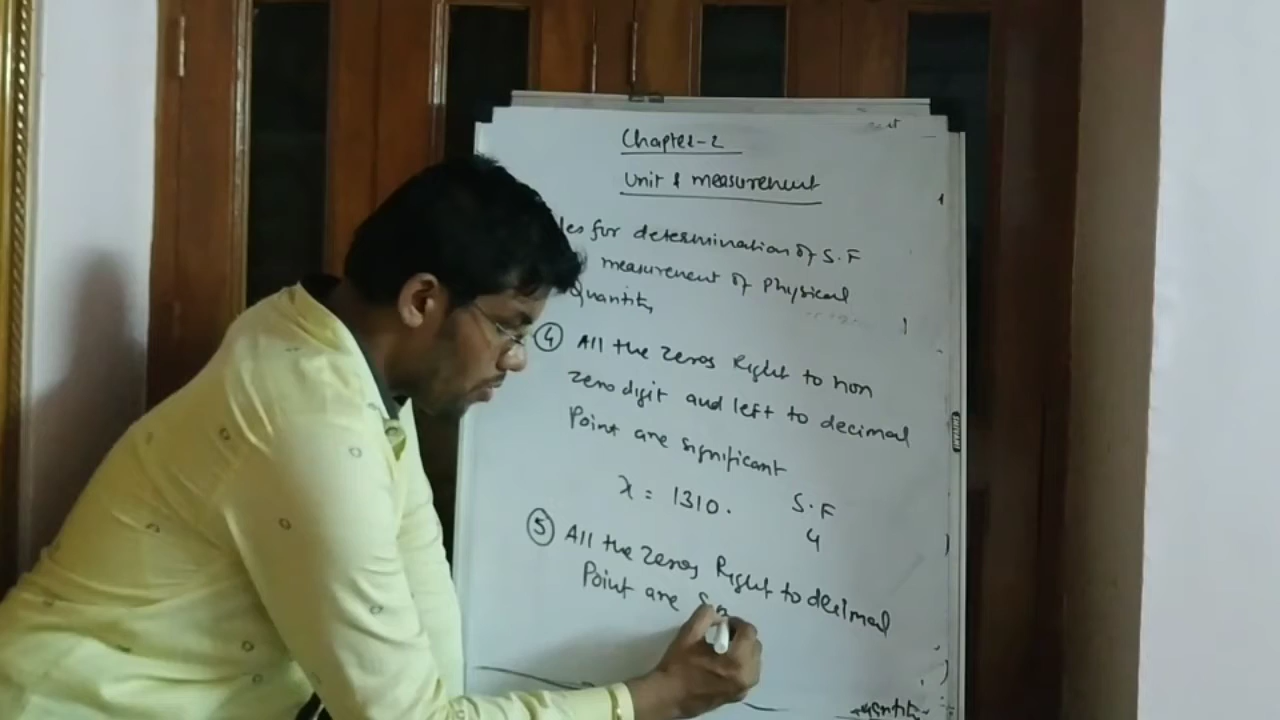 Chapter-2
Unit & measurement
les for determination of S.F
measurement of Physical
Quantity
④ All the zeros Right to non
zero digit and left to decimal
Point are significant
x = 1310. S.F
4
⑤ All the zeros Right to decimal
Point are
quantity